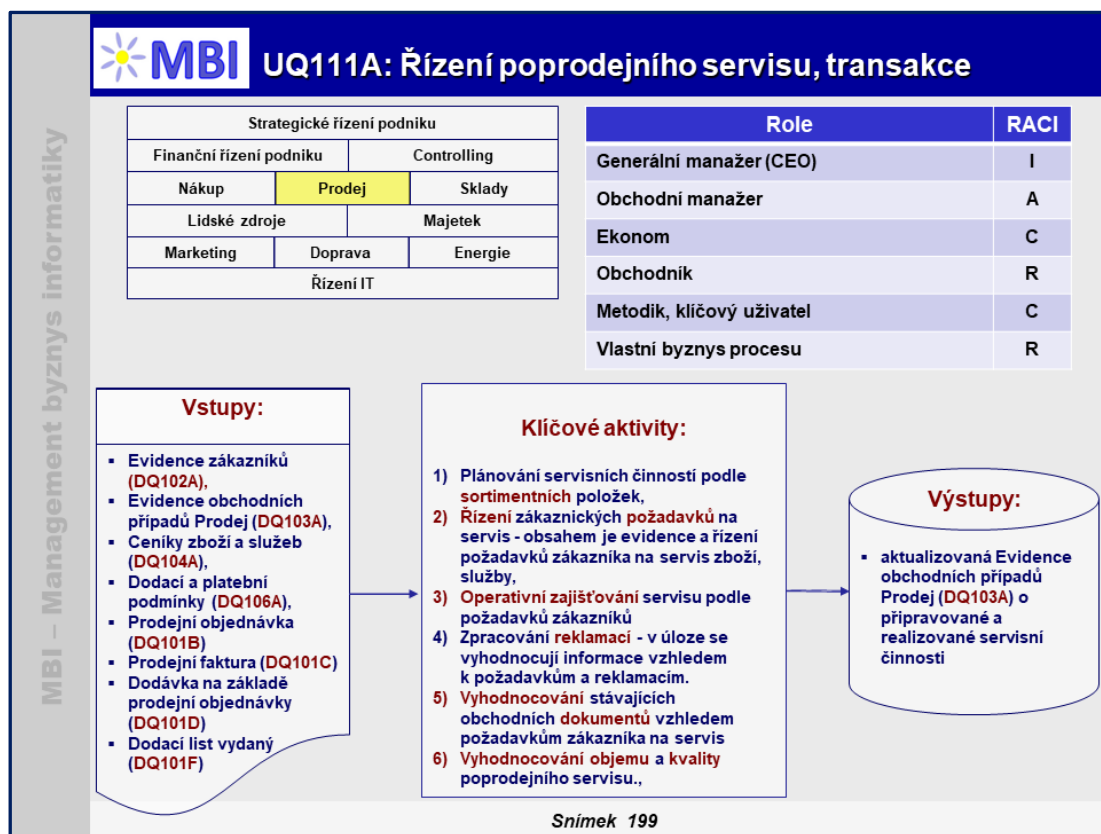 MBI
UQ111A: Řízení poprodejního servisu, transakce
MBI – Management byznys informatiky
Strategické řízení podniku
Finanční řízení podniku
Controlling
Nákup
Prodej
Sklady
Lidské zdroje
Majetek
Marketing
Doprava
Energie
Řízení IT
Role RACI
Generální manažer (CEO) I
Obchodní manažer A
Ekonom C
Obchodník R
Metodik, klíčový uživatel C
Vlastní byznys procesu R
Vstupy:
▪ Evidence zákazníků
(DQ102A),
▪ Evidence obchodních
případů Prodej (DQ103A),
▪ Ceníky zboží a služeb
(DQ104A),
▪ Dodací a platební
podmínky (DQ106A),
▪ Prodejní objednávka
(DQ101B)
▪ Prodejní faktura (DQ101C)
▪ Dodávka na základě
prodejní objednávky
(DQ101D)
▪ Dodací list vydaný
(DQ101F)
Klíčové aktivity:
1) Plánování servisních činností podle
sortimentních položek,
2) Řízení zákaznických požadavků na
servis - obsahem je evidence a řízení
požadavků zákazníka na servis zboží,
služby,
3) Operativní zajišťování servisu podle
požadavků zákazníků
4) Zpracování reklamací - v úloze se
vyhodnocují informace vzhledem
k požadavkům a reklamacím.
5) Vyhodnocování stávajících
obchodních dokumentů vzhledem
požadavkům zákazníka na servis
6) Vyhodnocování objemu a kvality
poprodejního servisu.,
Výstupy:
▪ aktualizovaná Evidence
obchodních případů
Prodej (DQ103A) o
připravované a
realizované servisní
činnosti
Snímek 199